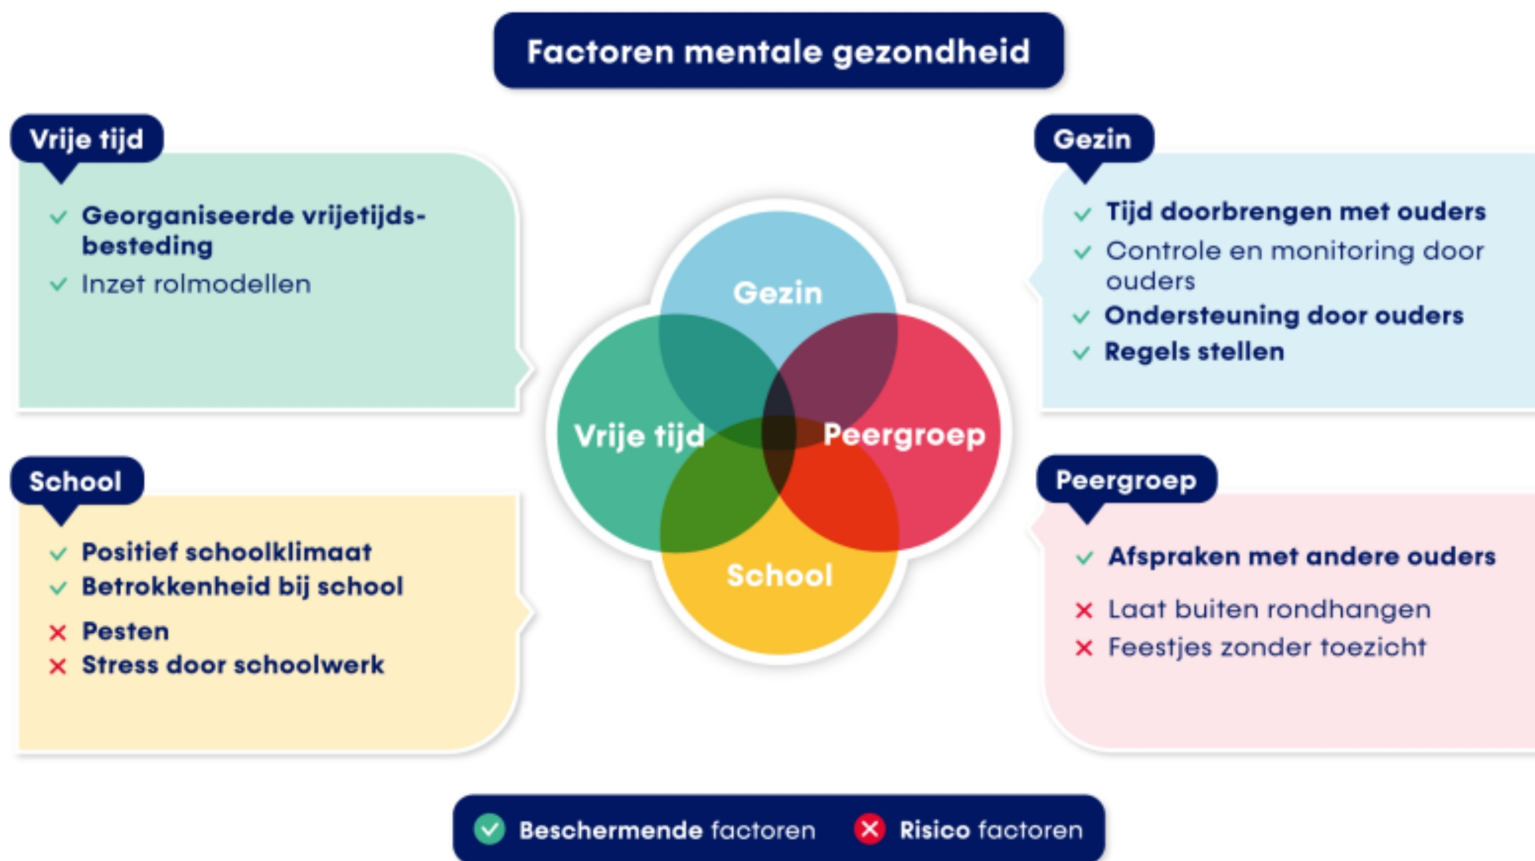 Factoren mentale gezondheid
Vrije tijd
Georganiseerde vrijetijds-
besteding
Inzet rolmodellen
Gezin
Tijd doorbrengen met ouders
Controle en monitoring door
ouders
Ondersteuning door ouders
Regels stellen
Gezin
Vrije tijd
Peergroep
School
School
Positief schoolklimaat
Betrokkenheid bij school
Pesten
Stress door schoolwerk
Peergroep
Afspraken met andere ouders
Laat buiten rondhangen
Feestjes zonder toezicht
Beschermende factoren
Risico factoren